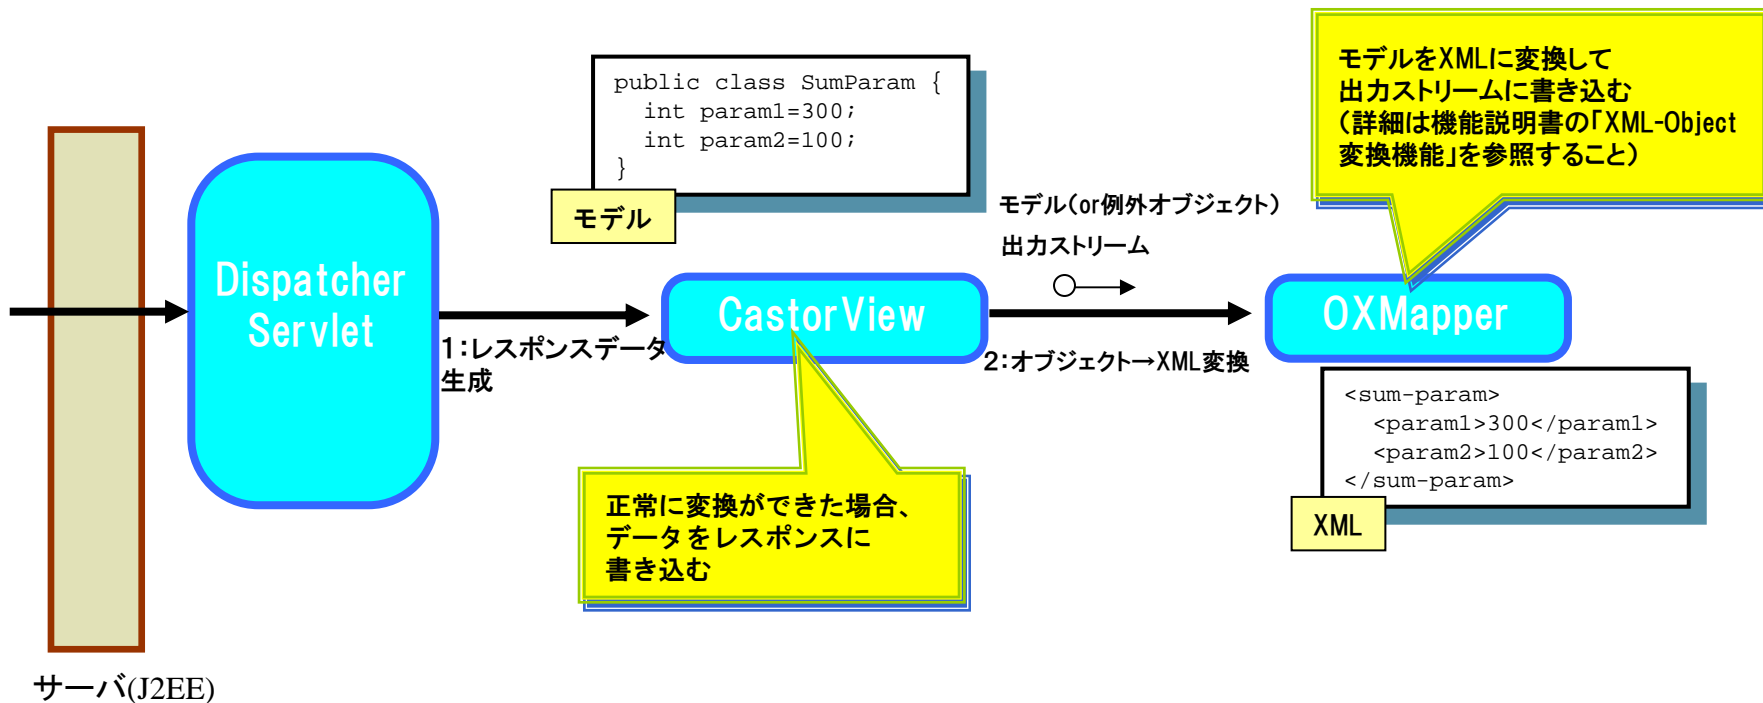 public class SumParam {
int param1=300;
int param2=100;
}
モデル
モデルをXMLに変換して
出力ストリームに書き込む
（詳細は機能説明書の「XML-Object
変換機能」を参照すること）
モデル（or例外オブジェクト）
出力ストリーム
Dispatcher
Servlet
CastorView
OXMapper
1：レスポンスデータ
生成
2：オブジェクト→XML変換
<sum-param>
<param1>300</param1>
<param2>100</param2>
</sum-param>
XML
正常に変換ができた場合、
データをレスポンスに
書き込む
サーバ(J2EE)